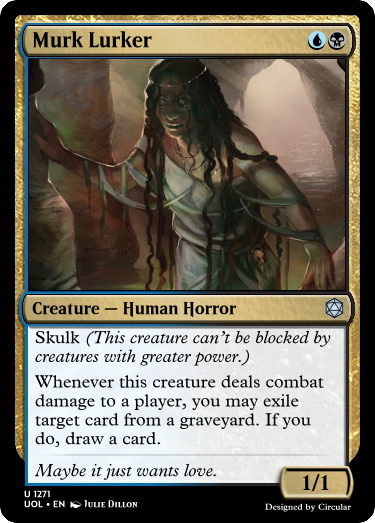 Murk Lurker
Creature — Human Horror
Skulk (This creature can't be blocked by
creatures with greater power.)
Whenever this creature deals combat
damage to a player, you may exile
target card from a graveyard. If you
do, draw a card.
Maybe it just wants love.
1/1
U 1271
UOL • EN Julie Dillon
Designed by Circular